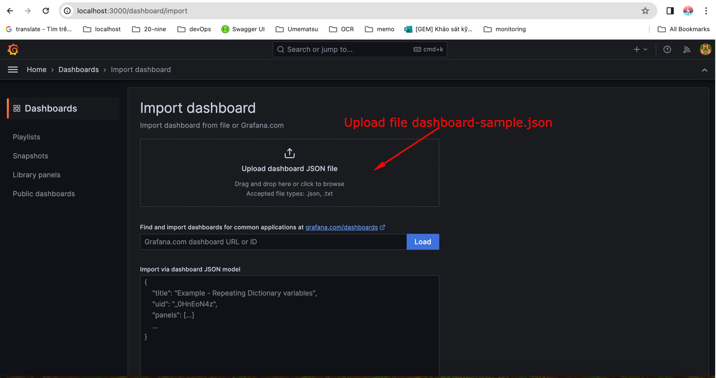 localhost:3000/dashboard/import
translate - Tìm trê...
localhost
20-nine
devOps
Swagger UI
Umematsu
OCR
memo
[GEM] Khảo sát kỹ...
monitoring
All Bookmarks
Search or jump to...
cmd+k
Home › Dashboards › Import dashboard
Dashboards
Playlists
Snapshots
Library panels
Public dashboards
Import dashboard
Import dashboard from file or Grafana.com
Upload file dashboard-sample.json
Upload dashboard JSON file
Drag and drop here or click to browse
Accepted file types: .json, .txt
Find and import dashboards for common applications at grafana.com/dashboards
Grafana.com dashboard URL or ID
Load
Import via dashboard JSON model
{
"title": "Example - Repeating Dictionary variables",
"uid": "_0HnEoN4z",
"panels": [...]
...
}